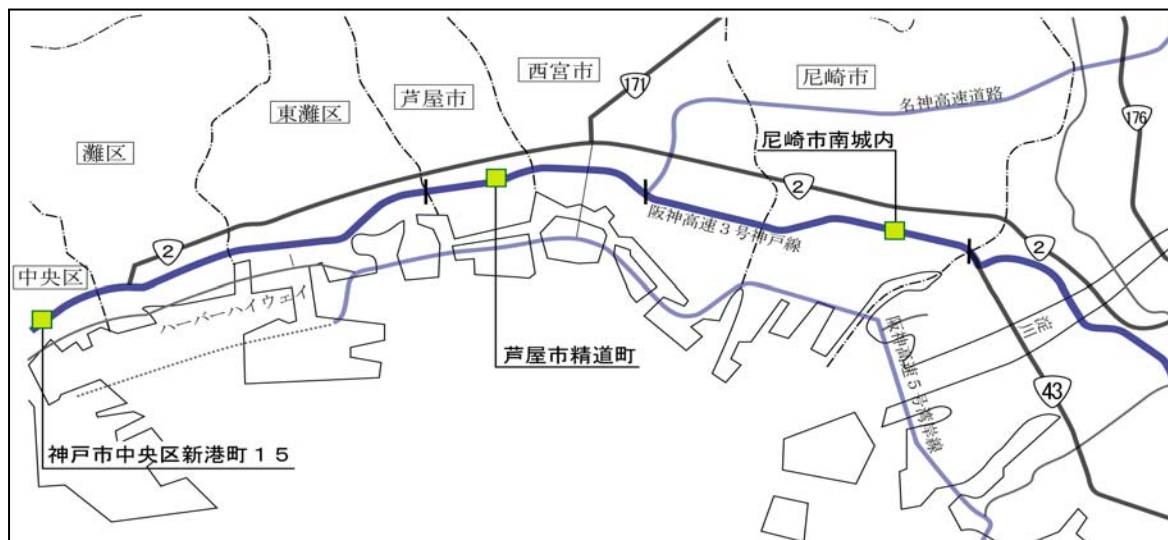 西宮市
171
尼崎市
芦屋市
東灘区
名神高速道路
176
灘区
尼崎市南城内
2
阪神高速3号神戸線
2
2
中央区
ハーバーハイウェイ
淀川
阪神高速5号湾岸線
芦屋市精道町
43
神戸市中央区新港町15